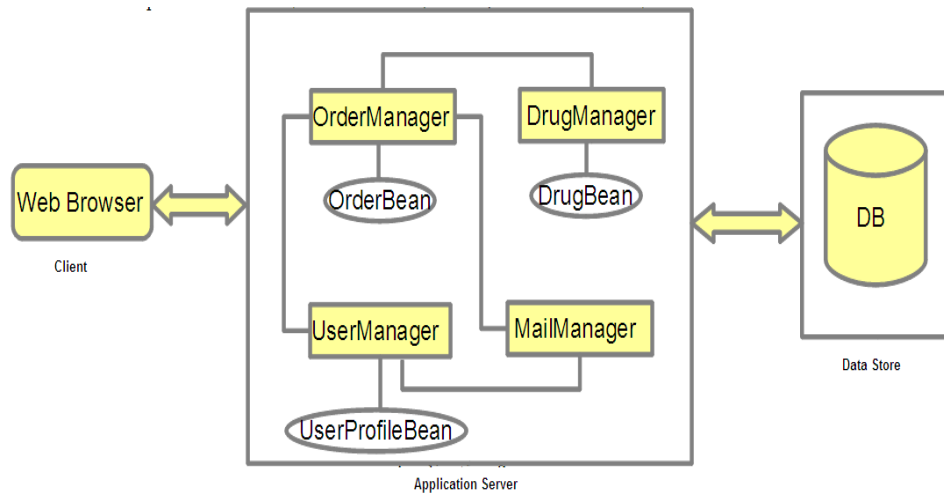 OrderManager
DrugManager
OrderBean
DrugBean
Web Browser
Client
DB
UserManager
MailManager
UserProfileBean
Data Store
Application Server